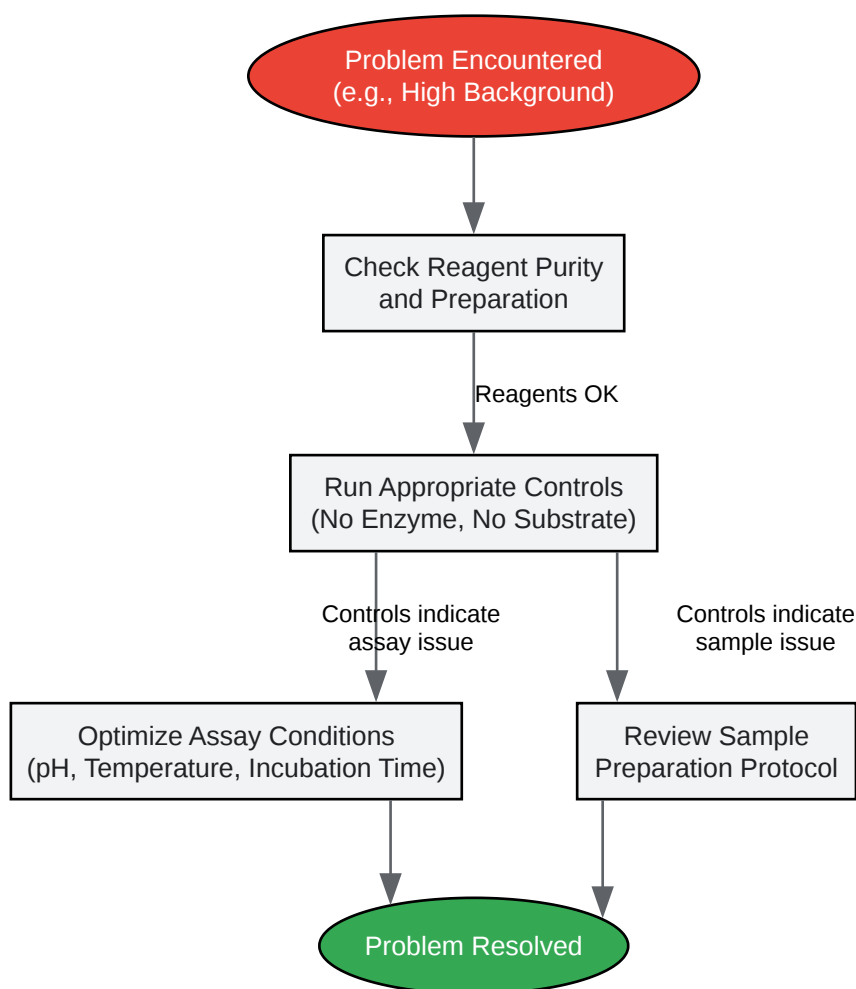 Problem Encountered
(e.g., High Background)
Check Reagent Purity
and Preparation
Reagents OK
Run Appropriate Controls
(No Enzyme, No Substrate)
Controls indicate
assay issue
Controls indicate
sample issue
Optimize Assay Conditions
(pH, Temperature, Incubation Time)
Review Sample
Preparation Protocol
Problem Resolved